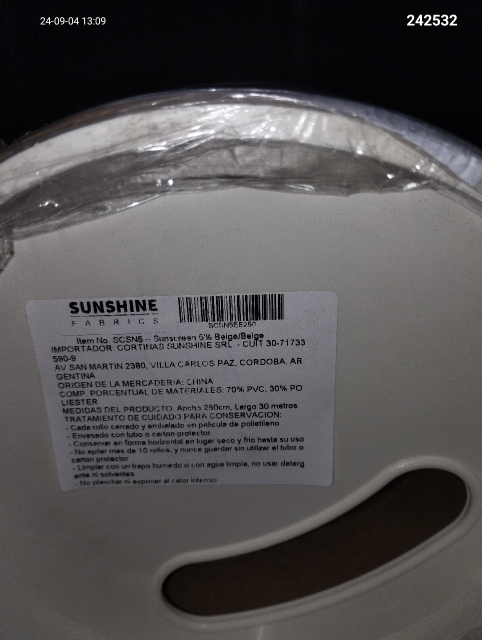 24-09-04 13:09
242532
SUNSHINE
FABRICS
SCSN5EE250
Item No. SCSN5 - Sunscreen 5% Beige/Beige
IMPORTADOR: CORTINAS SUNSHINE SRL - CUIT 30-71733
590-9
AV SAN MARTIN 2380, VILLA CARLOS PAZ, CORDOBA, AR
GENTINA
ORIGEN DE LA MERCADERIA: CHINA
COMP. PORCENTUAL DE MATERIALES: 70% PVC, 30% PO
LIESTER
MEDIDAS DEL PRODUCTO: Ancho 250cm, Largo 30 metros
TRATAMIENTO DE CUIDADO PARA CONSERVACION:
- Cada rollo cerrado y embalado en pelicula de polietileno
- Envasado con tubo o carton protector
- Conservar en forma horizontal en lugar seco y frio hasta su uso
- No apilar mas de 10 rollos, y nunca guardar sin utilizar el tubo o
carton protector
- Limpiar con un trapo humedo o con agua limpia, no usar deterg
ente ni solventes
- No planchar ni exponer al calor intenso